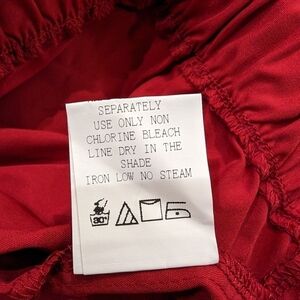 SEPARATELY
USE ONLY NON
CHLORINE BLEACH
LINE DRY IN THE
SHADE
IRON LOW NO STEAM
30°